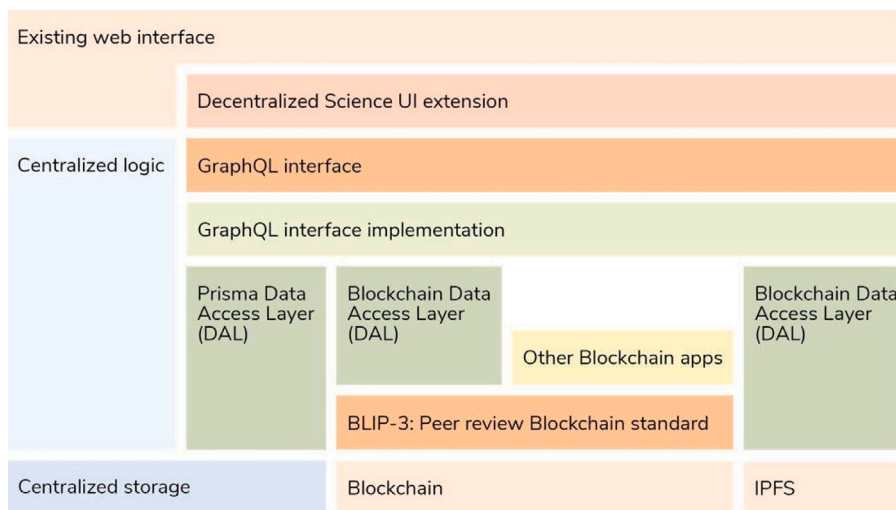 Existing web interface
Decentralized Science UI extension
Centralized logic
GraphQL interface
GraphQL interface implementation
Prisma Data
Access Layer
(DAL)
Blockchain Data
Access Layer
(DAL)
Other Blockchain apps
Blockchain Data
Access Layer
(DAL)
BLIP-3: Peer review Blockchain standard
Centralized storage
Blockchain
IPFS